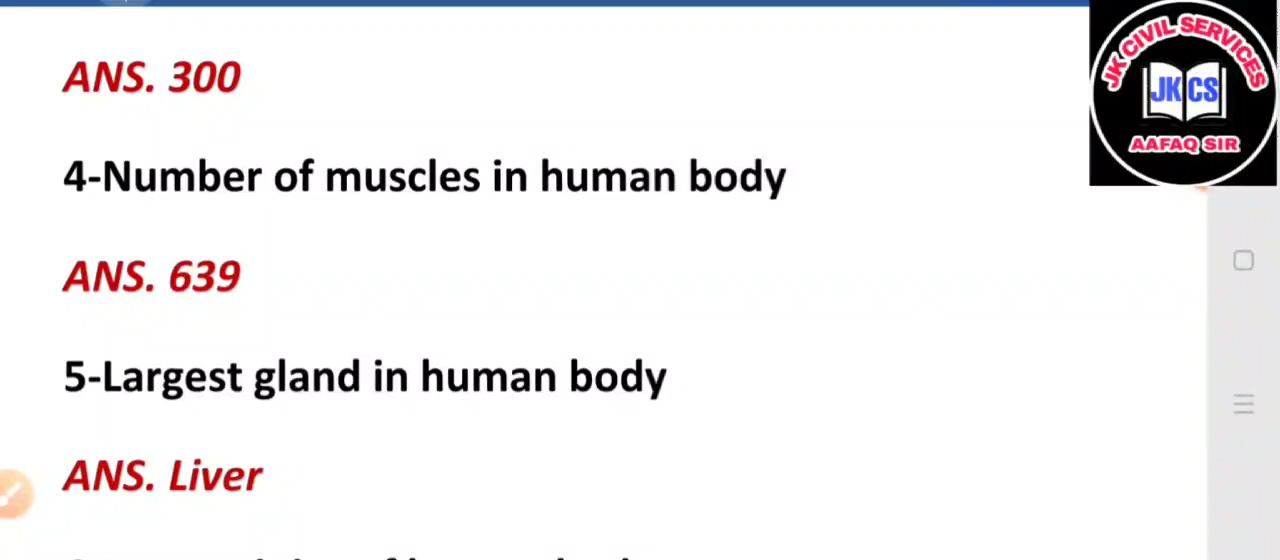 ANS. 300
4-Number of muscles in human body
ANS. 639
5-Largest gland in human body
ANS. Liver
JK CIVIL SERVICES
JK CS
AAFAQ SIR